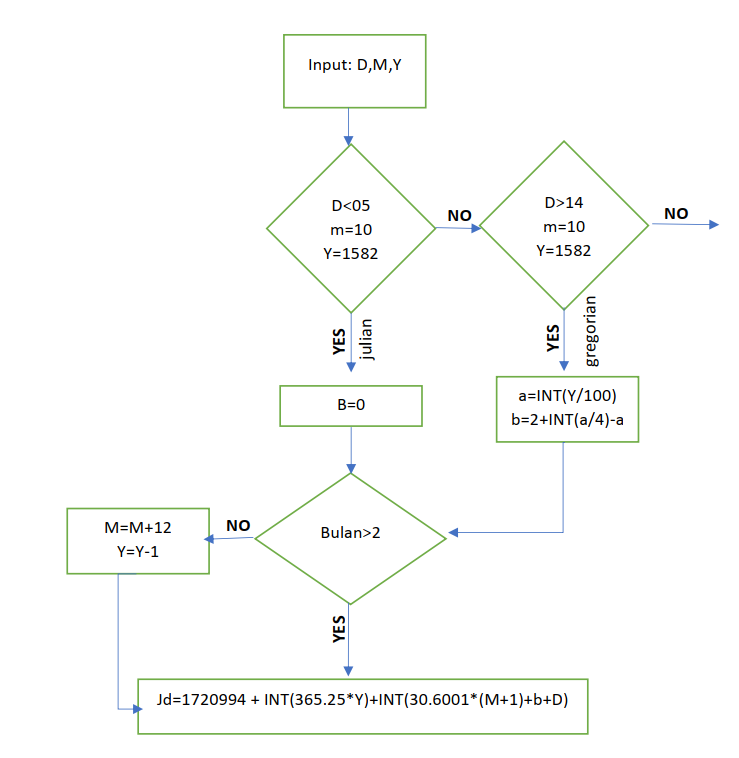 Input: D,M,Y
D<05
m=10
Y=1582
NO
D>14
m=10
Y=1582
NO
YES
julian
YES
gregorian
B=0
a=INT(Y/100)
b=2+INT(a/4)-a
Bulan>2
NO
M=M+12
Y=Y-1
YES
Jd=1720994 + INT(365.25*Y)+INT(30.6001*(M+1)+b+D)